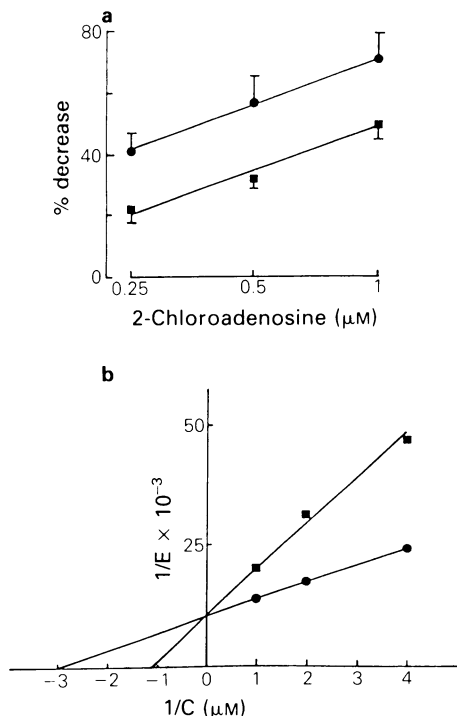 a
80
40
0
% decrease
0.25 0.5 1
2-Chloroadenosine (μM)
b
50
25
1/E × 10⁻³
−3 −2 −1 0 1 2 3 4
1/C (μM)